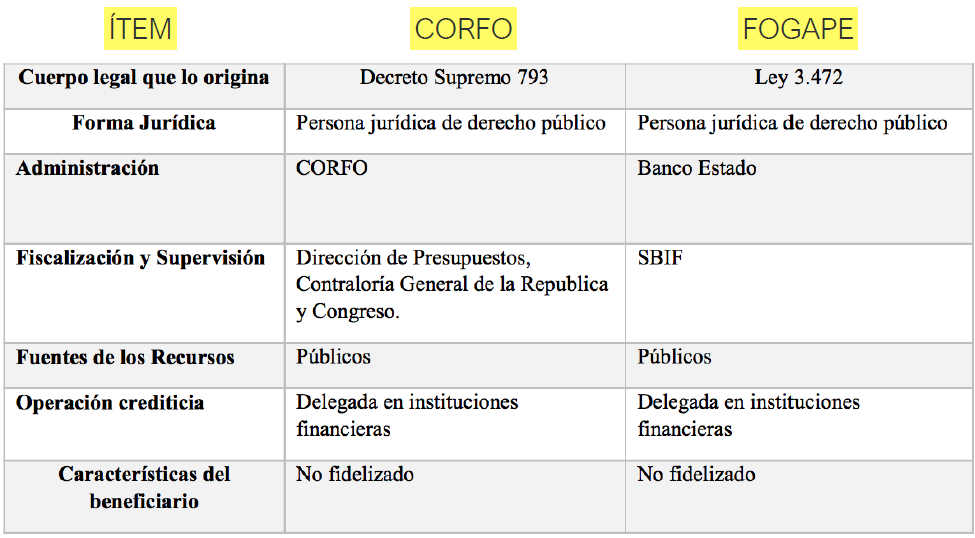 ÍTEM CORFO FOGAPE
Cuerpo legal que lo origina Decreto Supremo 793 Ley 3.472
Forma Jurídica Persona jurídica de derecho público Persona jurídica de derecho público
Administración CORFO Banco Estado
Fiscalización y Supervisión Dirección de Presupuestos, SBIF
Contraloría General de la Republica
y Congreso.
Fuentes de los Recursos Públicos Públicos
Operación crediticia Delegada en instituciones Delegada en instituciones
financieras financieras
Características del No fidelizado No fidelizado
beneficiario